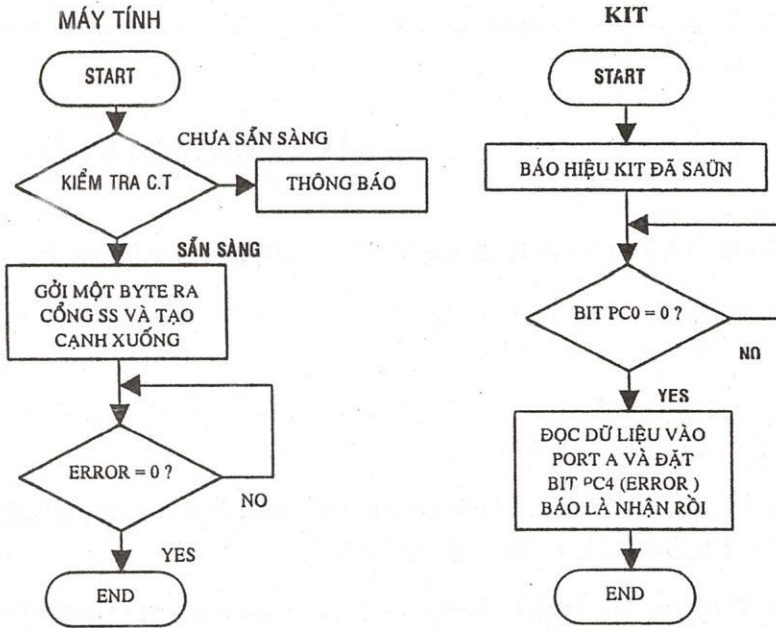 MÁY TÍNH
START
KIỂM TRA C.T
CHƯA SẴN SÀNG
THÔNG BÁO
SẴN SÀNG
GỞI MỘT BYTE RA
CỔNG SS VÀ TẠO
CẠNH XUỐNG
ERROR = 0 ?
NO
YES
END
KIT
START
BÁO HIỆU KIT ĐÃ SAÜN
BIT PC0 = 0 ?
NO
YES
ĐỌC DỮ LIỆU VÀO
PORT A VÀ ĐẶT
BIT PC4 (ERROR )
BÁO LÀ NHẬN RỒI
END